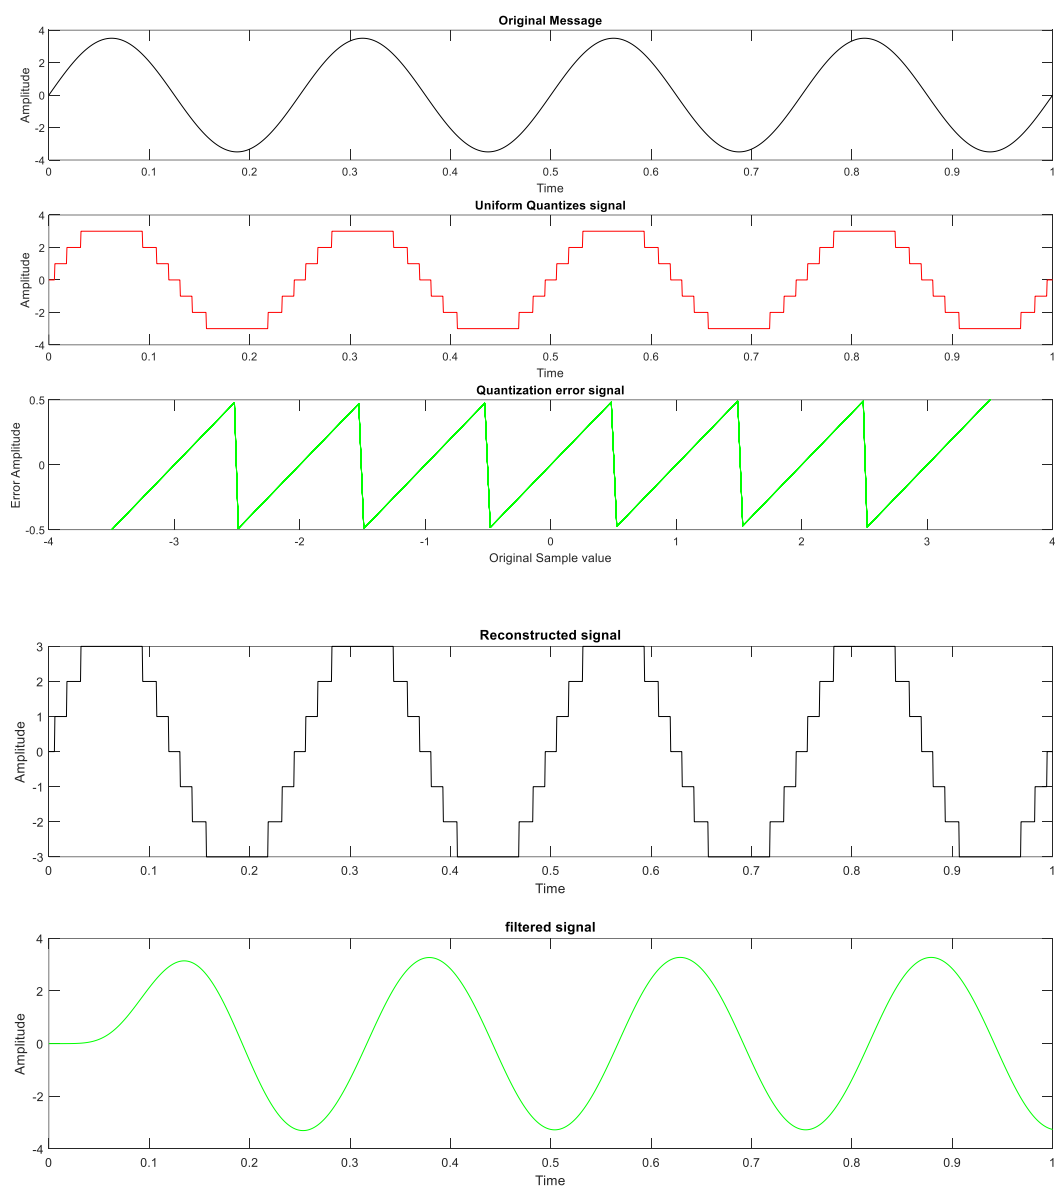 Original Message
4
2
0
-2
-4
Amplitude
0 0.1 0.2 0.3 0.4 0.5 0.6 0.7 0.8 0.9 1
Time
Uniform Quantizes signal
4
2
0
-2
-4
Amplitude
0 0.1 0.2 0.3 0.4 0.5 0.6 0.7 0.8 0.9 1
Time
Quantization error signal
0.5
0
-0.5
Error Amplitude
-4 -3 -2 -1 0 1 2 3 4
Original Sample value
Reconstructed signal
3
2
1
0
-1
-2
-3
Amplitude
0 0.1 0.2 0.3 0.4 0.5 0.6 0.7 0.8 0.9 1
Time
filtered signal
4
2
0
-2
-4
Amplitude
0 0.1 0.2 0.3 0.4 0.5 0.6 0.7 0.8 0.9 1
Time